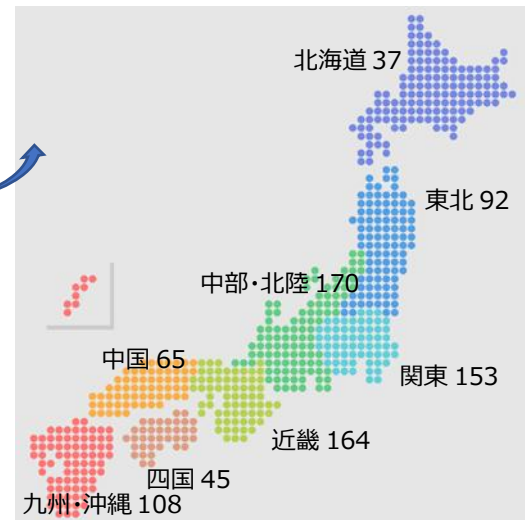 北海道 37
東北 92
中部・北陸 170
中国 65
関東 153
近畿 164
四国 45
九州・沖縄 108